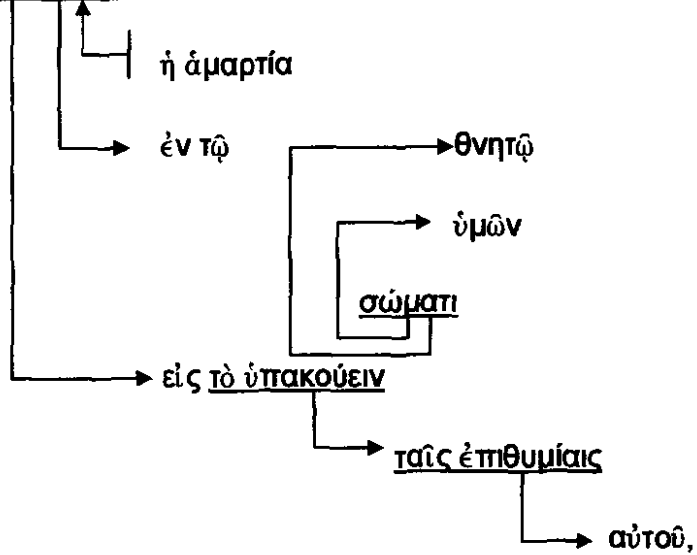 ἡ ἁμαρτία
ἐν τῷ θνητῷ
ὑμῶν
σώματι
εἰς τὸ ὑπακούειν
ταῖς ἐπιθυμίαις
αὐτοῦ,